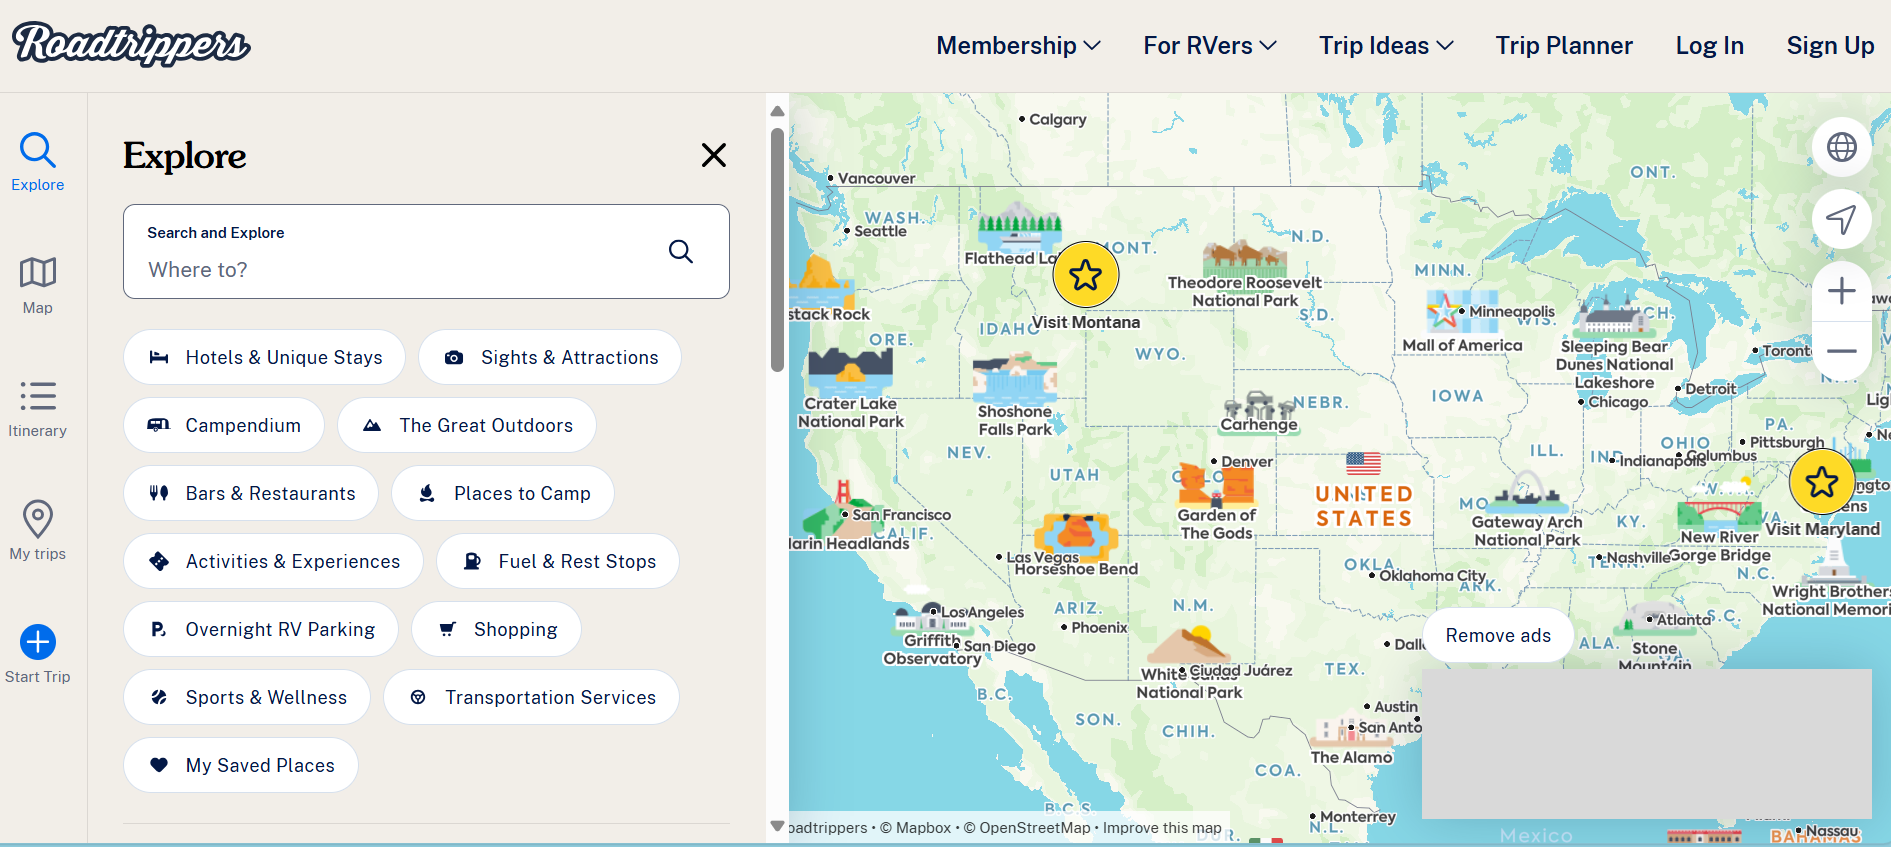 Roadtrippers
Membership
For RVers
Trip Ideas
Trip Planner
Log In
Sign Up
Explore
Map
Itinerary
My trips
Start Trip
Explore
Search and Explore
Where to?
Hotels & Unique Stays
Sights & Attractions
Campendium
The Great Outdoors
Bars & Restaurants
Places to Camp
Activities & Experiences
Fuel & Rest Stops
Overnight RV Parking
Shopping
Sports & Wellness
Transportation Services
My Saved Places
Calgary
Vancouver
ONT.
WASH.
Seattle
Flathead La
MONT.
N.D.
Theodore Roosevelt
National Park
MINN.
stack Rock
Visit Montana
IDAHO
S.D.
Minneapolis
WIS.
CH.
ORE.
WYO.
Mall of America
Sleeping Bear
Dunes National
Lakeshore
Toront
Detroit
Chicago
Crater Lake
National Park
Shoshone
Falls Park
NEBR.
Carhenge
IOWA
Lig
PA.
Pittsburgh
NEV.
UTAH
Denver
ILL.
IND
OHIO
Indianapolis
Columbus
UNITED
STATES
San Francisco
CALIF.
larin Headlands
Garden of
The Gods
MO
Gateway Arch
National Park
KY.
W.
VA
New River
Gorge Bridge
ngto
ens
Visit Maryland
Las Vegas
Horseshoe Bend
OKLA.
Oklahoma City
ARK.
Nashville
TENN.
N.C.
Wright Brothers
National Memori
Los Angeles
Griffith
Observatory
San Diego
ARIZ.
Phoenix
N.M.
Atlanta
S.C.
Remove ads
Dall
ALA.
Stone
Mountain
White Sands
National Park
Ciudad Juárez
TEX.
B.C.
SON.
CHIH.
Austin
San Anto
The Alamo
COA.
B.C.S.
Monterrey
N.L.
DUR.
oadtrippers • © Mapbox • © OpenStreetMap • Improve this map
Mexico
Miami
Nassau
BAHAMAS